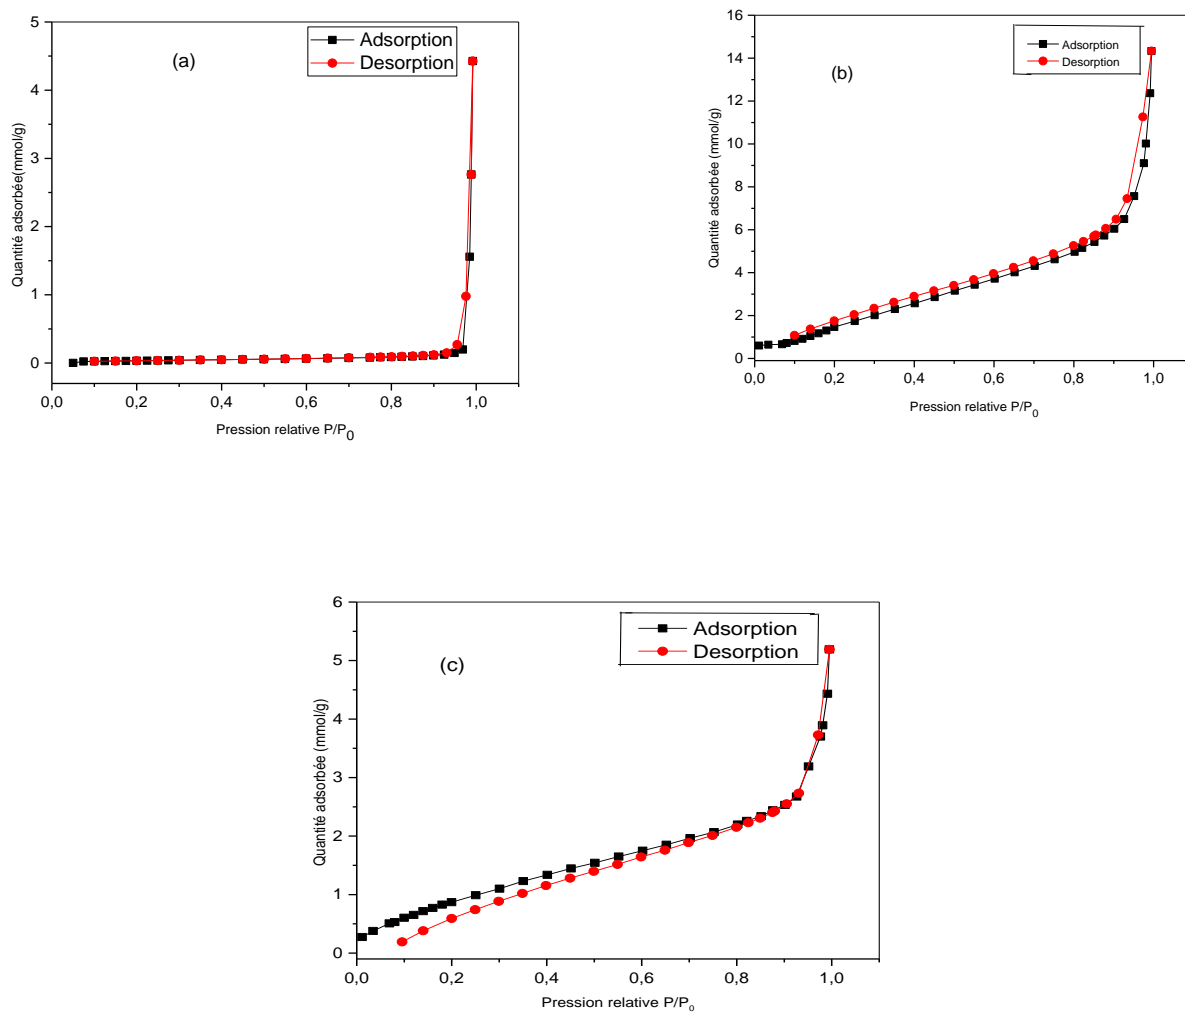 (a)
Adsorption
Desorption
5
4
3
2
1
0
Quantité adsorbée(mmol/g)
0,0 0,2 0,4 0,6 0,8 1,0
Pression relative P/P0
(b)
Adsorption
Desorption
16
14
12
10
8
6
4
2
0
Quantité adsorbée (mmol/g)
0,0 0,2 0,4 0,6 0,8 1,0
Pression relative P/P0
(c)
Adsorption
Desorption
6
5
4
3
2
1
0
Quantité adsorbée (mmol/g)
0,0 0,2 0,4 0,6 0,8 1,0
Pression relative P/P0